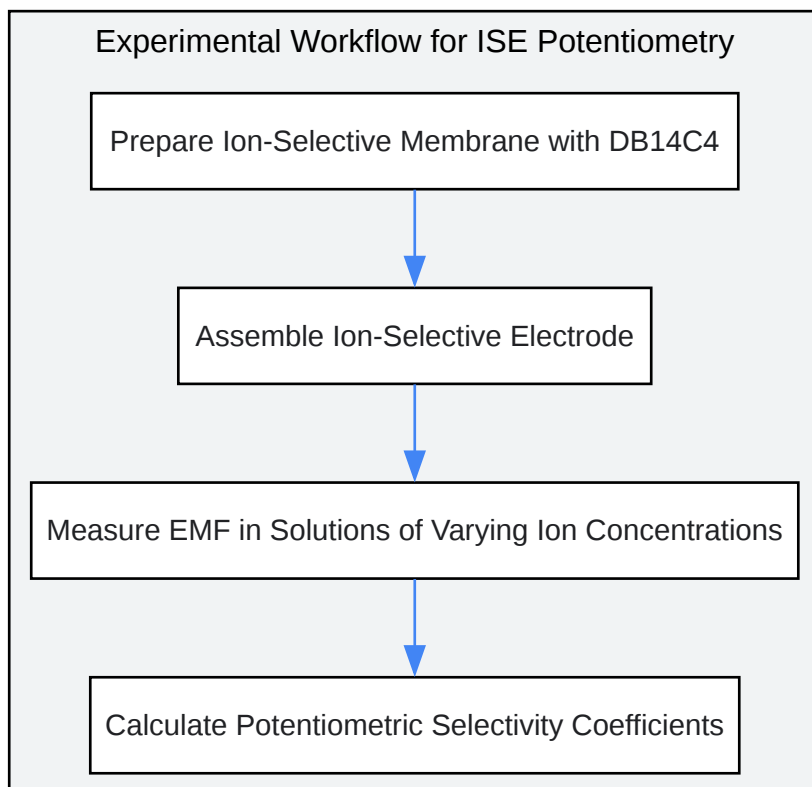 Experimental Workflow for ISE Potentiometry
Prepare Ion-Selective Membrane with DB14C4
Assemble Ion-Selective Electrode
Measure EMF in Solutions of Varying Ion Concentrations
Calculate Potentiometric Selectivity Coefficients